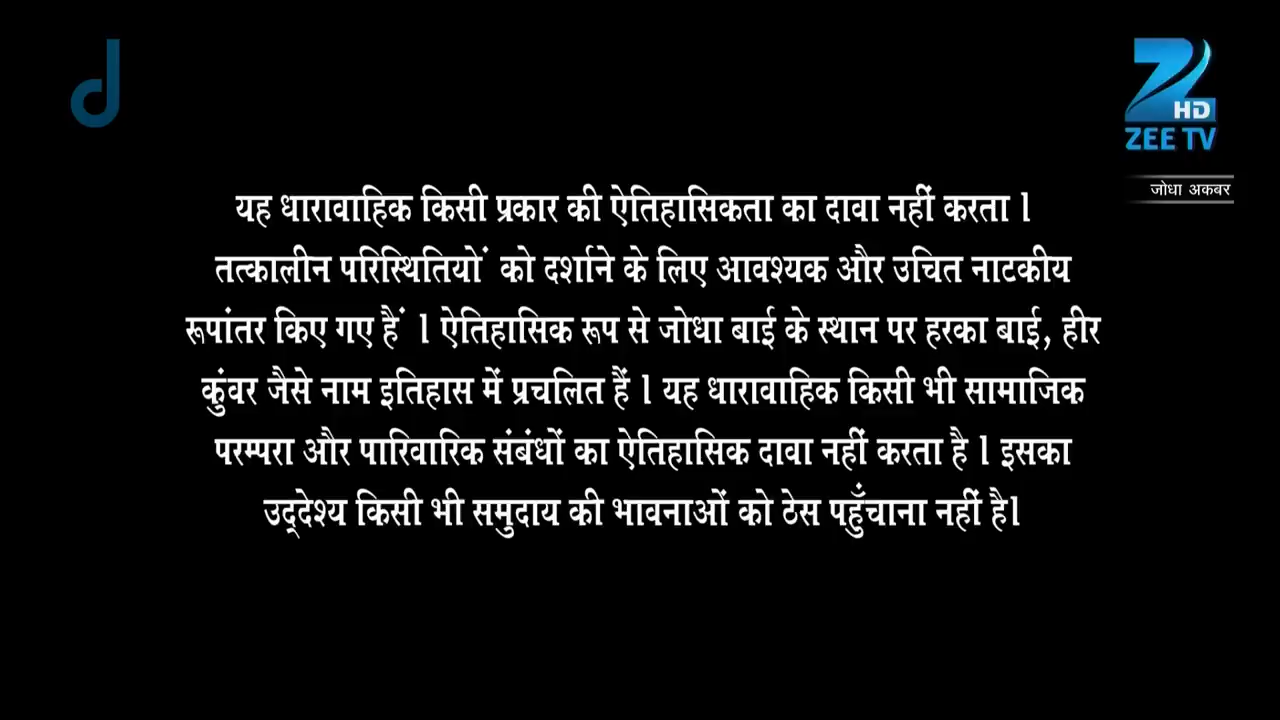 HD
ZEE TV
जोधा अकबर
यह धारावाहिक किसी प्रकार की ऐतिहासिकता का दावा नहीं करता l
तत्कालीन परिस्थितियों को दर्शाने के लिए आवश्यक और उचित नाटकीय
रूपांतर किए गए हैं l ऐतिहासिक रूप से जोधा बाई के स्थान पर हरका बाई, हीर
कुंवर जैसे नाम इतिहास में प्रचलित हैं l यह धारावाहिक किसी भी सामाजिक
परम्परा और पारिवारिक संबंधों का ऐतिहासिक दावा नहीं करता है l इसका
उद्देश्य किसी भी समुदाय की भावनाओं को ठेस पहुँचाना नहीं है।